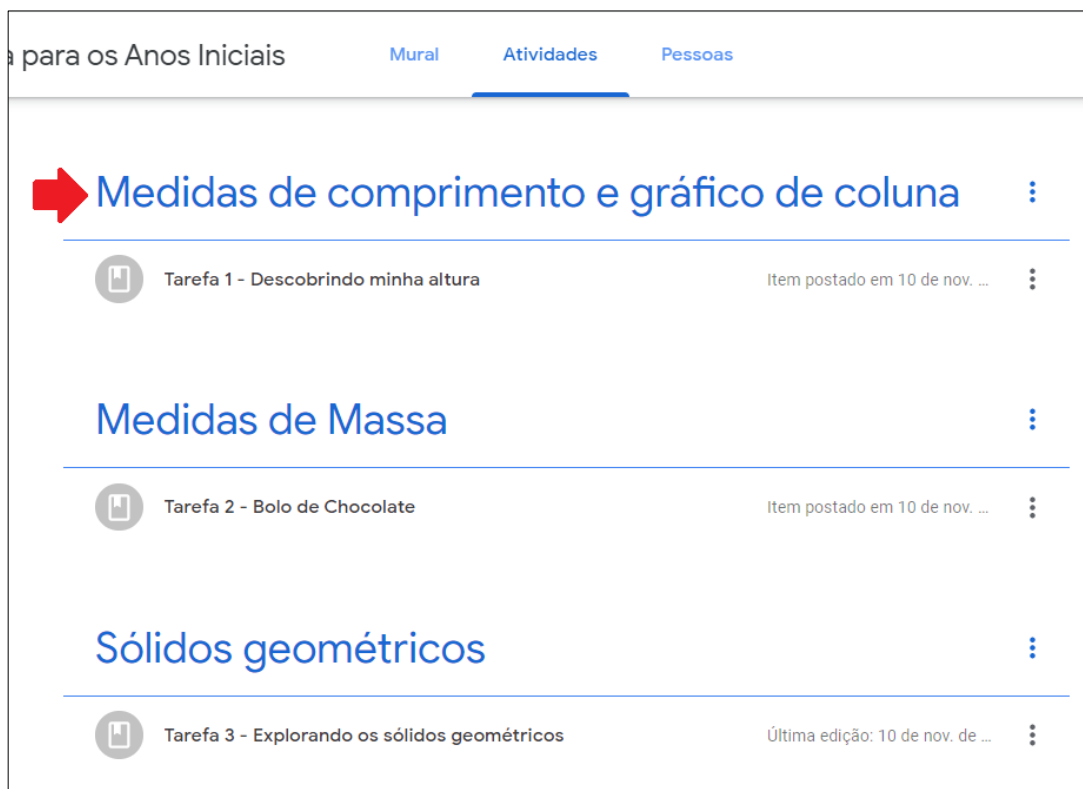 a para os Anos Iniciais Mural Atividades Pessoas
Medidas de comprimento e gráfico de coluna
Tarefa 1 - Descobrindo minha altura Item postado em 10 de nov. ...
Medidas de Massa
Tarefa 2 - Bolo de Chocolate Item postado em 10 de nov. ...
Sólidos geométricos
Tarefa 3 - Explorando os sólidos geométricos Última edição: 10 de nov. de ...